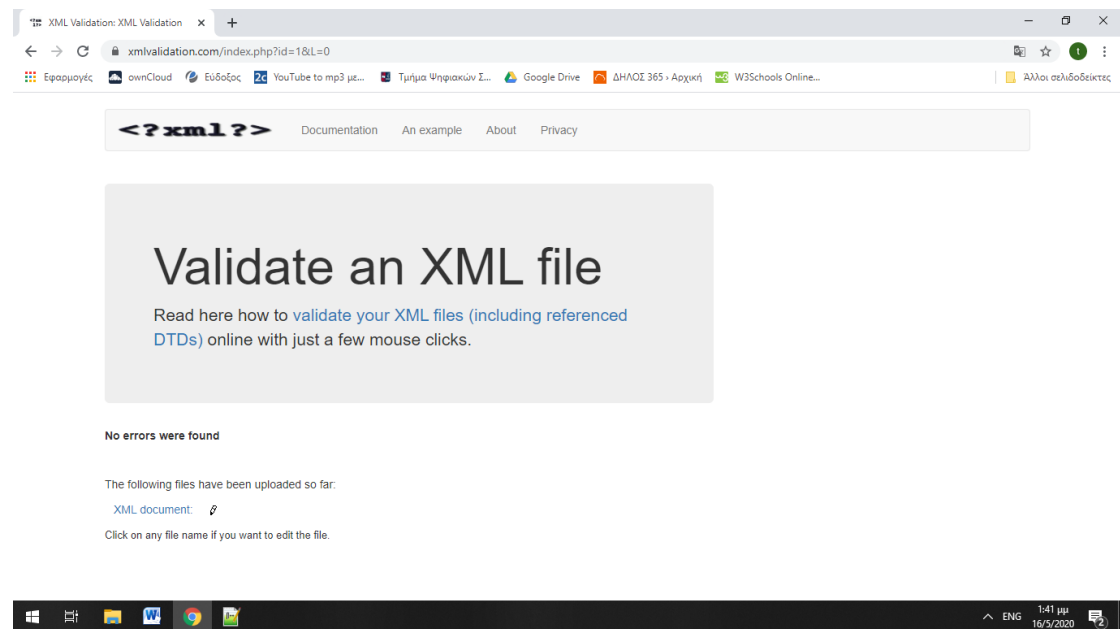 XML Validation: XML Validation
xmlvalidation.com/index.php?id=1&L=0
Εφαρμογές ownCloud Εύδοξος YouTube to mp3 με... Τμήμα Ψηφιακών Σ... Google Drive ΔΗΛΟΣ 365 › Αρχική W3Schools Online... Άλλοι σελιδοδείκτες
<?xml?> Documentation An example About Privacy
Validate an XML file
Read here how to validate your XML files (including referenced
DTDs) online with just a few mouse clicks.
No errors were found
The following files have been uploaded so far:
XML document:
Click on any file name if you want to edit the file.
ENG 1:41 μμ
16/5/2020